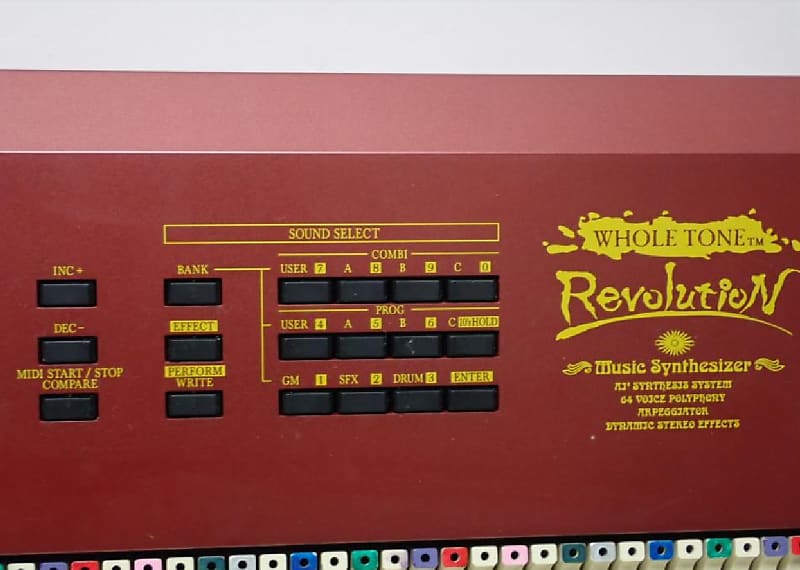 SOUND SELECT
COMBI
INC +
BANK
USER 7 A 8 B 9 C 0
PROG
DEC −
EFFECT
USER 4 A 5 B 6 C 10's HOLD
MIDI START / STOP
COMPARE
PERFORM
WRITE
GM 1 SFX 2 DRUM 3 ENTER
WHOLE TONE TM
Revolution
Music Synthesizer
AI² SYNTHESIS SYSTEM
64 VOICE POLYPHONY
ARPEGGIATOR
DYNAMIC STEREO EFFECTS